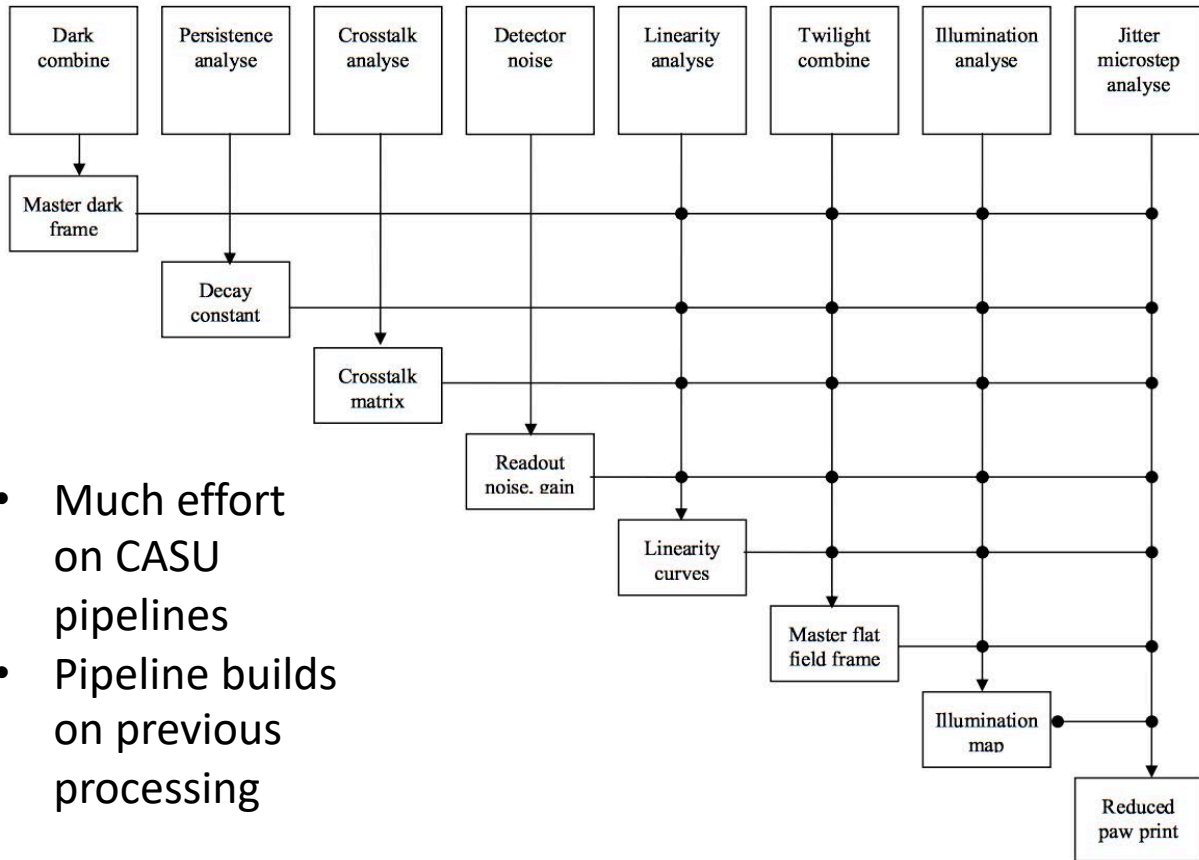 Dark
combine
Persistence
analyse
Crosstalk
analyse
Detector
noise
Linearity
analyse
Twilight
combine
Illumination
analyse
Jitter
microstep
analyse
Master dark
frame
Decay
constant
Crosstalk
matrix
Readout
noise, gain
Linearity
curves
Master flat
field frame
Illumination
map
Reduced
paw print
• Much effort
on CASU
pipelines
• Pipeline builds
on previous
processing